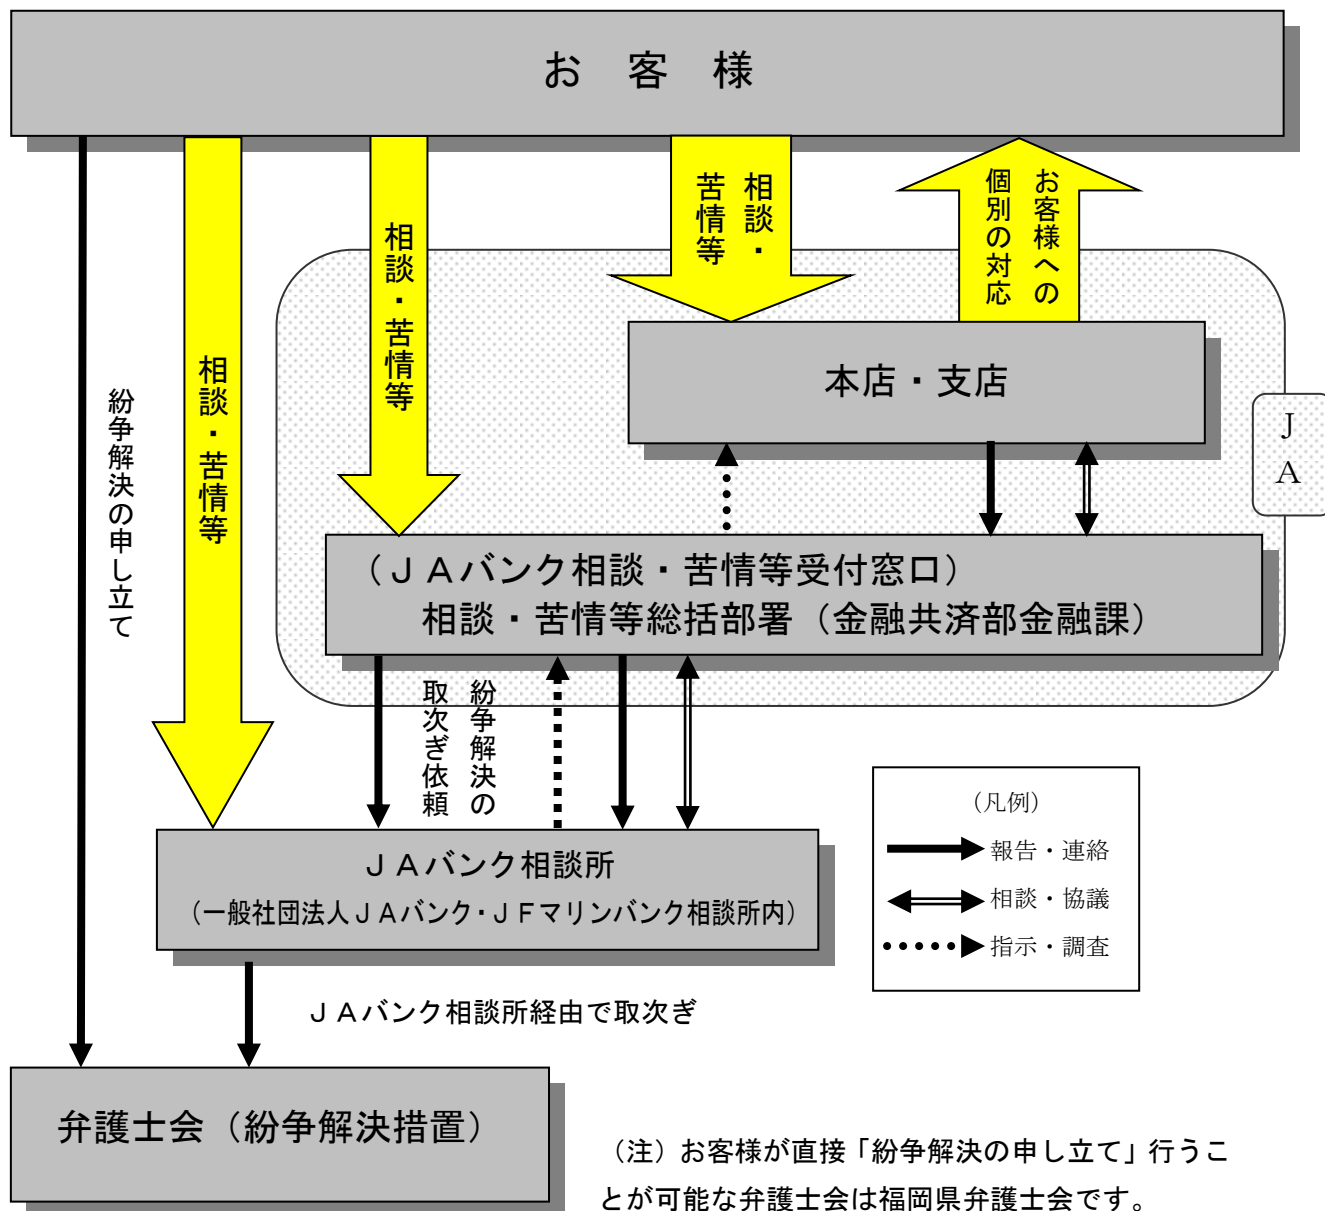 お 客 様
相談・苦情等
相談・
苦情等
お客様への
個別の対応
相談・苦情等
紛争解決の申し立て
本店・支店
J
A
(JAバンク相談・苦情等受付窓口)
相談・苦情等総括部署(金融共済部金融課)
紛争解決の
取次ぎ依頼
(凡例)
報告・連絡
相談・協議
指示・調査
JAバンク相談所
(一般社団法人JAバンク・JFマリンバンク相談所内)
JAバンク相談所経由で取次ぎ
弁護士会(紛争解決措置)
(注)お客様が直接「紛争解決の申し立て」行うこ
とが可能な弁護士会は福岡県弁護士会です。